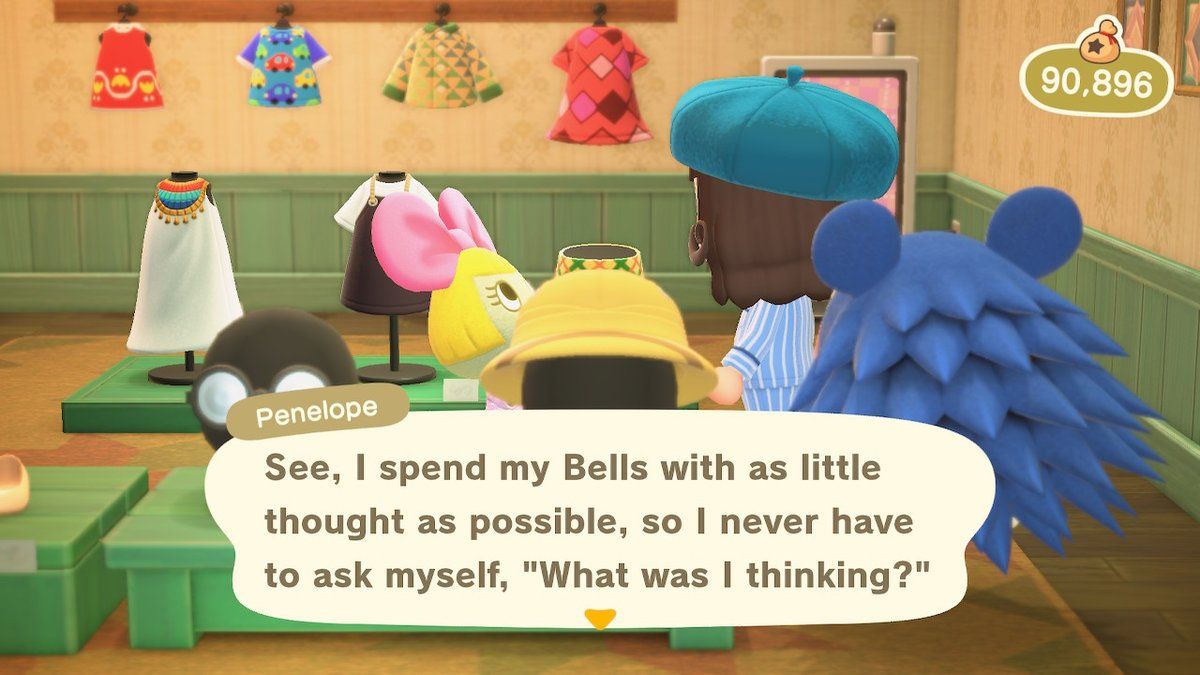 90,896
Penelope
See, I spend my Bells with as little
thought as possible, so I never have
to ask myself, "What was I thinking?"